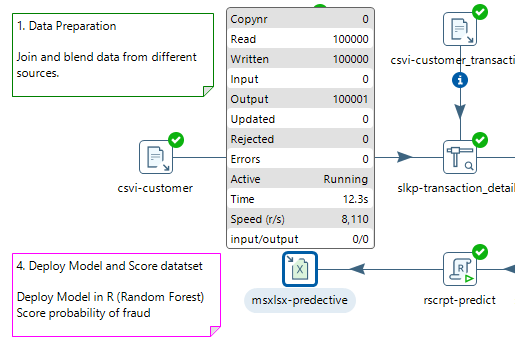 1. Data Preparation
Join and blend data from different
sources.
Copynr 0
Read 100000
Written 100000
Input 0
Output 100001
Updated 0
Rejected 0
Errors 0
Active Running
Time 12.3s
Speed (r/s) 8,110
input/output 0/0
csvi-customer_transacti
csvi-customer
slkp-transaction_detail
4. Deploy Model and Score datatset
Deploy Model in R (Random Forest)
Score probability of fraud
X
msxlsx-predective
R
rscrpt-predict